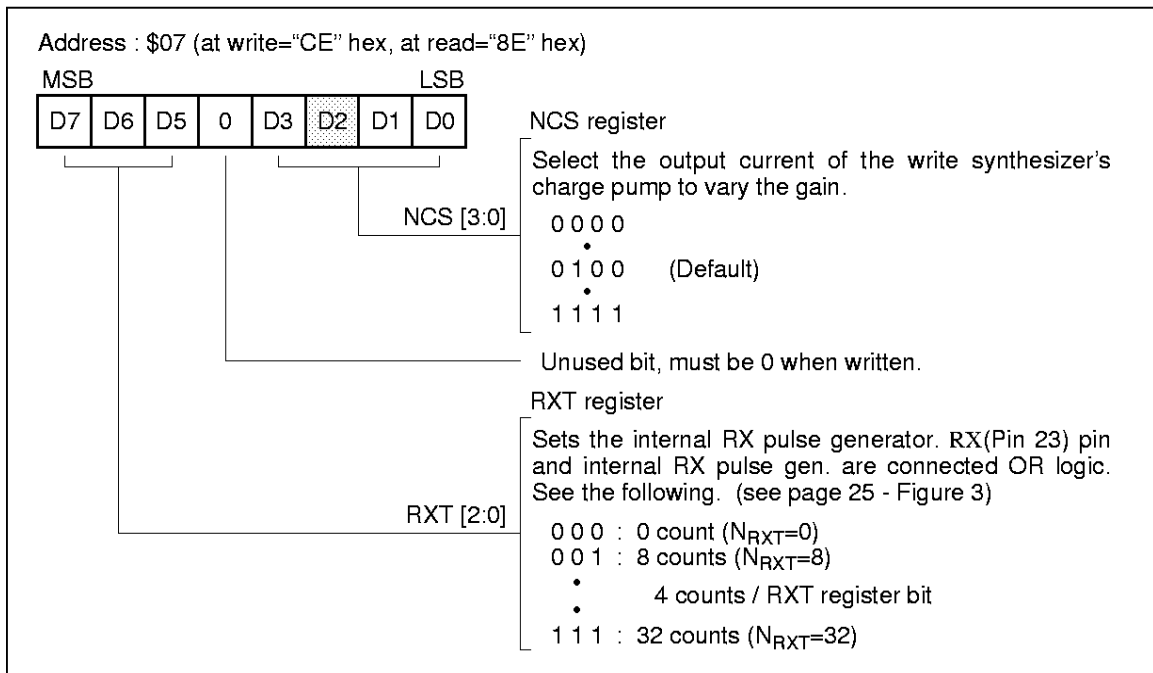 Address : $07 (at write=“CE” hex, at read=“8E” hex)
MSB LSB
D7 D6 D5 0 D3 D2 D1 D0
NCS register
Select the output current of the write synthesizer's
charge pump to vary the gain.
NCS [3:0]
0 0 0 0
•
0 1 0 0 (Default)
•
1 1 1 1
Unused bit, must be 0 when written.
RXT register
Sets the internal RX pulse generator. RX(Pin 23) pin
and internal RX pulse gen. are connected OR logic.
See the following. (see page 25 - Figure 3)
RXT [2:0]
0 0 0 : 0 count (NRXT=0)
0 0 1 : 8 counts (NRXT=8)
•
4 counts / RXT register bit
•
1 1 1 : 32 counts (NRXT=32)